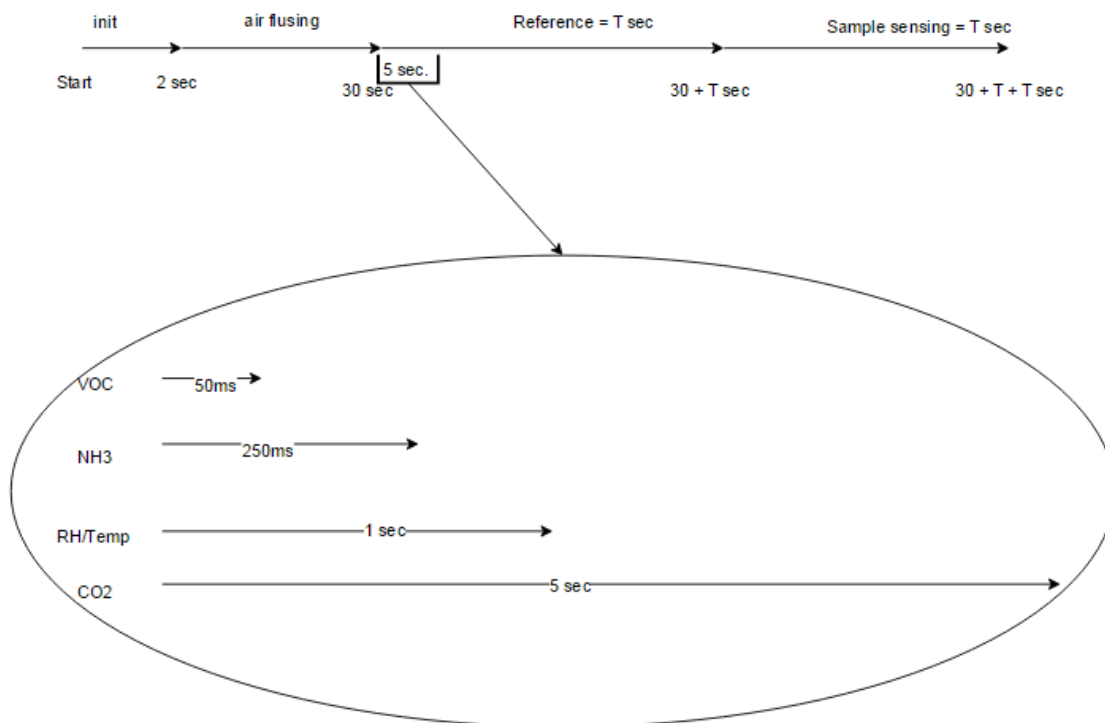 init
air flusing
Reference = T sec
Sample sensing = T sec
Start
2 sec
30 sec
5 sec.
30 + T sec
30 + T + T sec
VOC
50ms
NH3
250ms
RH/Temp
1 sec
CO2
5 sec